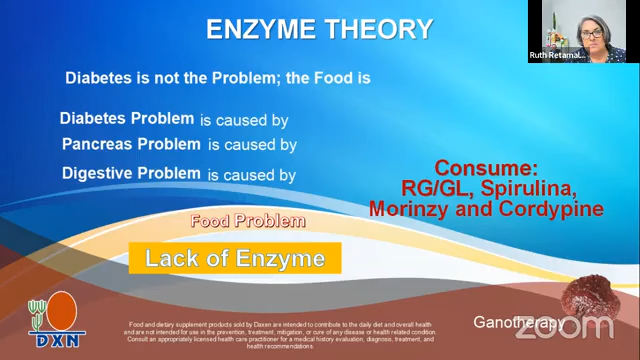 ENZYME THEORY
Ruth Retamal...
Diabetes is not the Problem; the Food is
Diabetes Problem is caused by
Pancreas Problem is caused by
Digestive Problem is caused by
Consume:
RG/GL, Spirulina,
Morinzy and Cordypine
Food Problem
Lack of Enzyme
DXN
Food and dietary supplement products sold by Daxen are intended to contribute to the daily diet and overall health
and are not intended for use in the prevention, treatment, mitigation, or cure of any disease or health related condition.
Consult an appropriately licensed health care practitioner for a medical history evaluation, diagnosis, treatment, and
health recommendations.
Ganotherapy
zoom